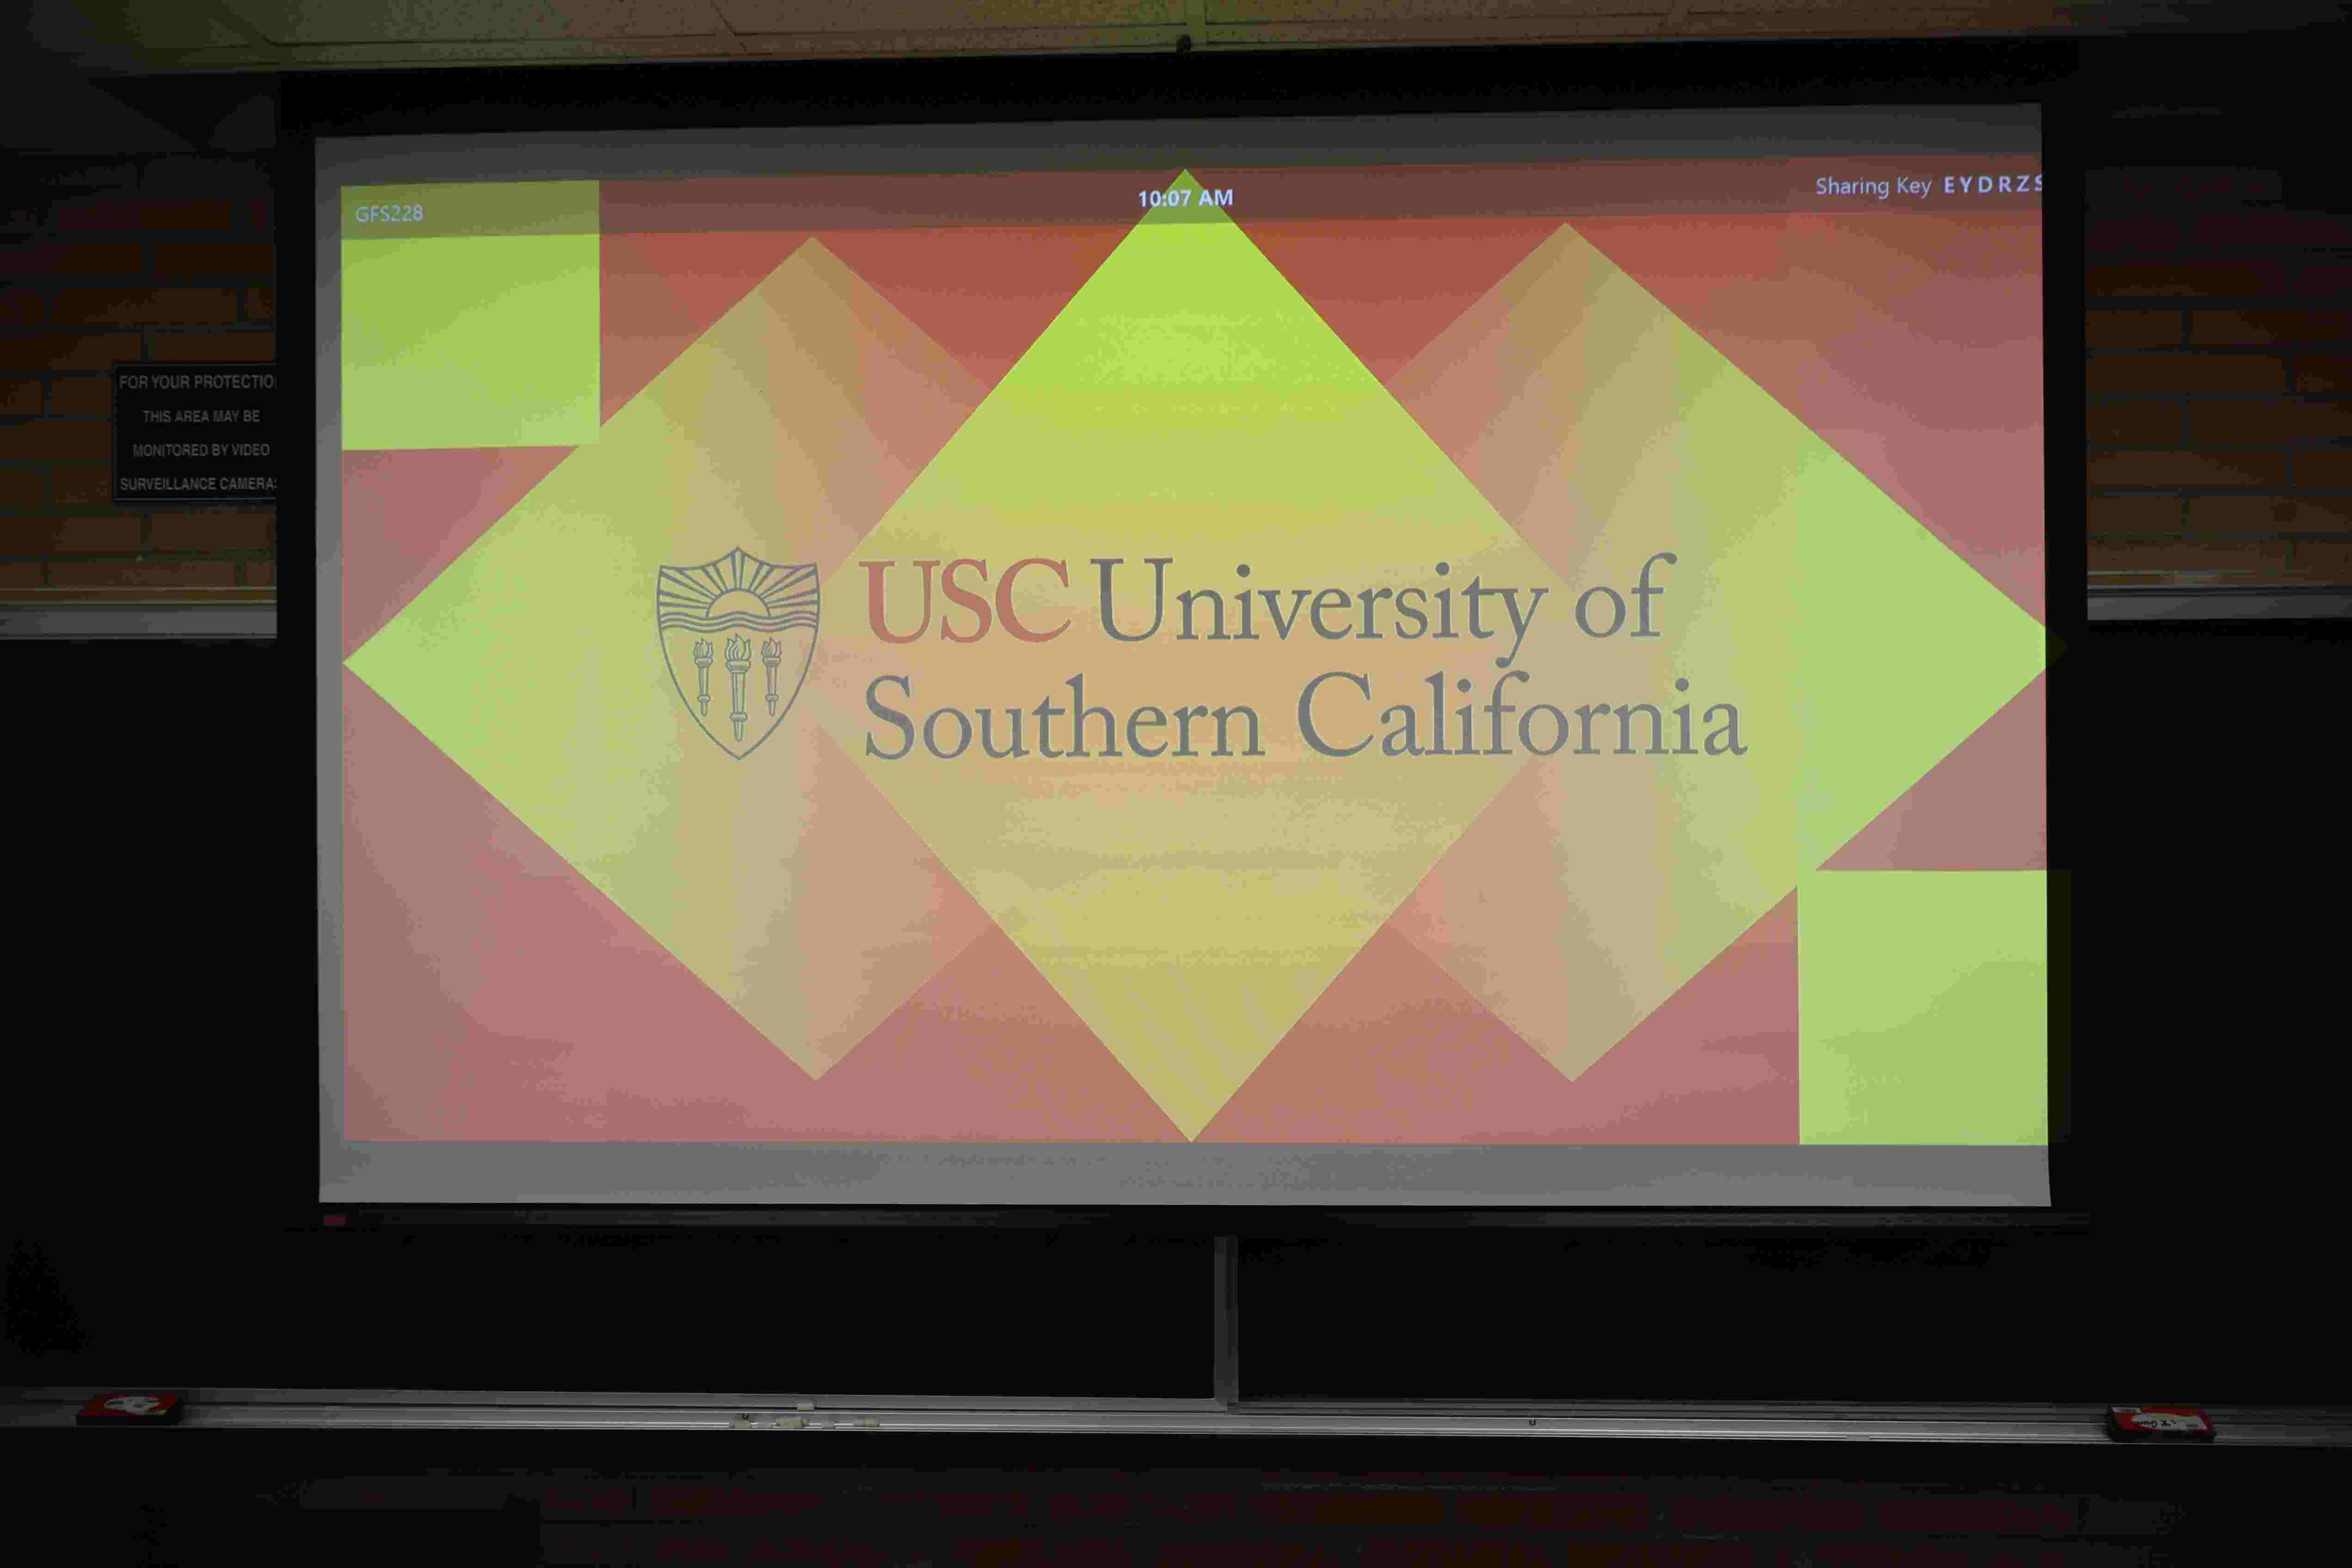 GFS228
10:07 AM
Sharing Key EYDRZS
FOR YOUR PROTECTIO
THIS AREA MAY BE
MONITORED BY VIDEO
SURVEILLANCE CAMERAS
USC University of
Southern California